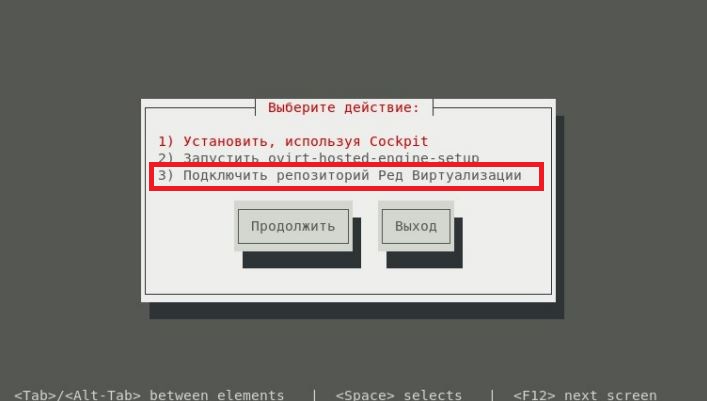 Выберите действие:
1) Установить, используя Cockpit
2) Запустить ovirt-hosted-engine-setup
3) Подключить репозиторий Ред Виртуализации
Продолжить Выход
<Tab>/<Alt-Tab> between elements | <Space> selects | <F12> next screen